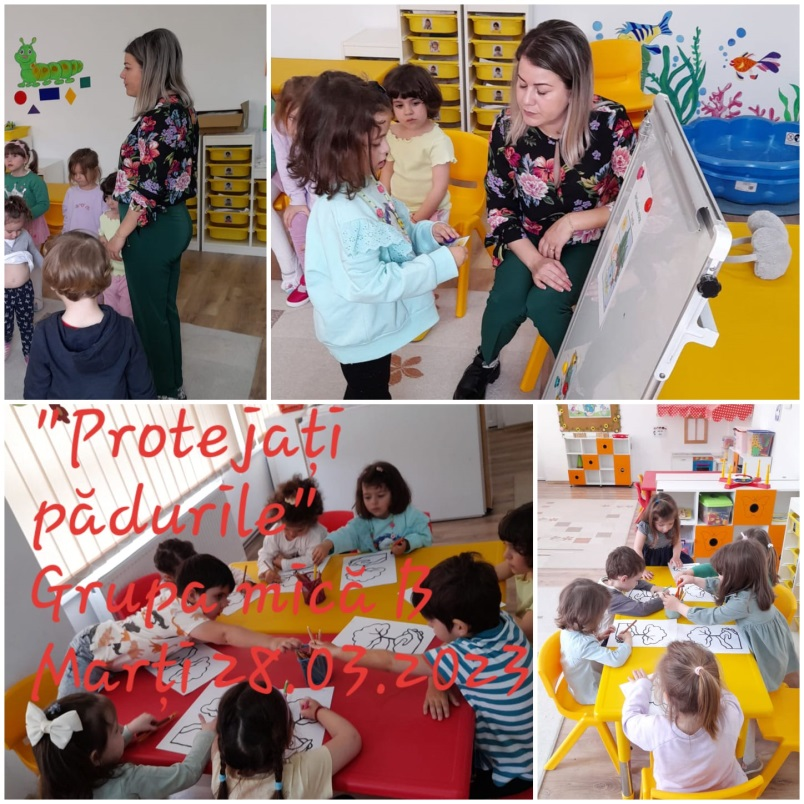 "Protejați
pădurile"
Grupa mică B
Marți 28.03.2023